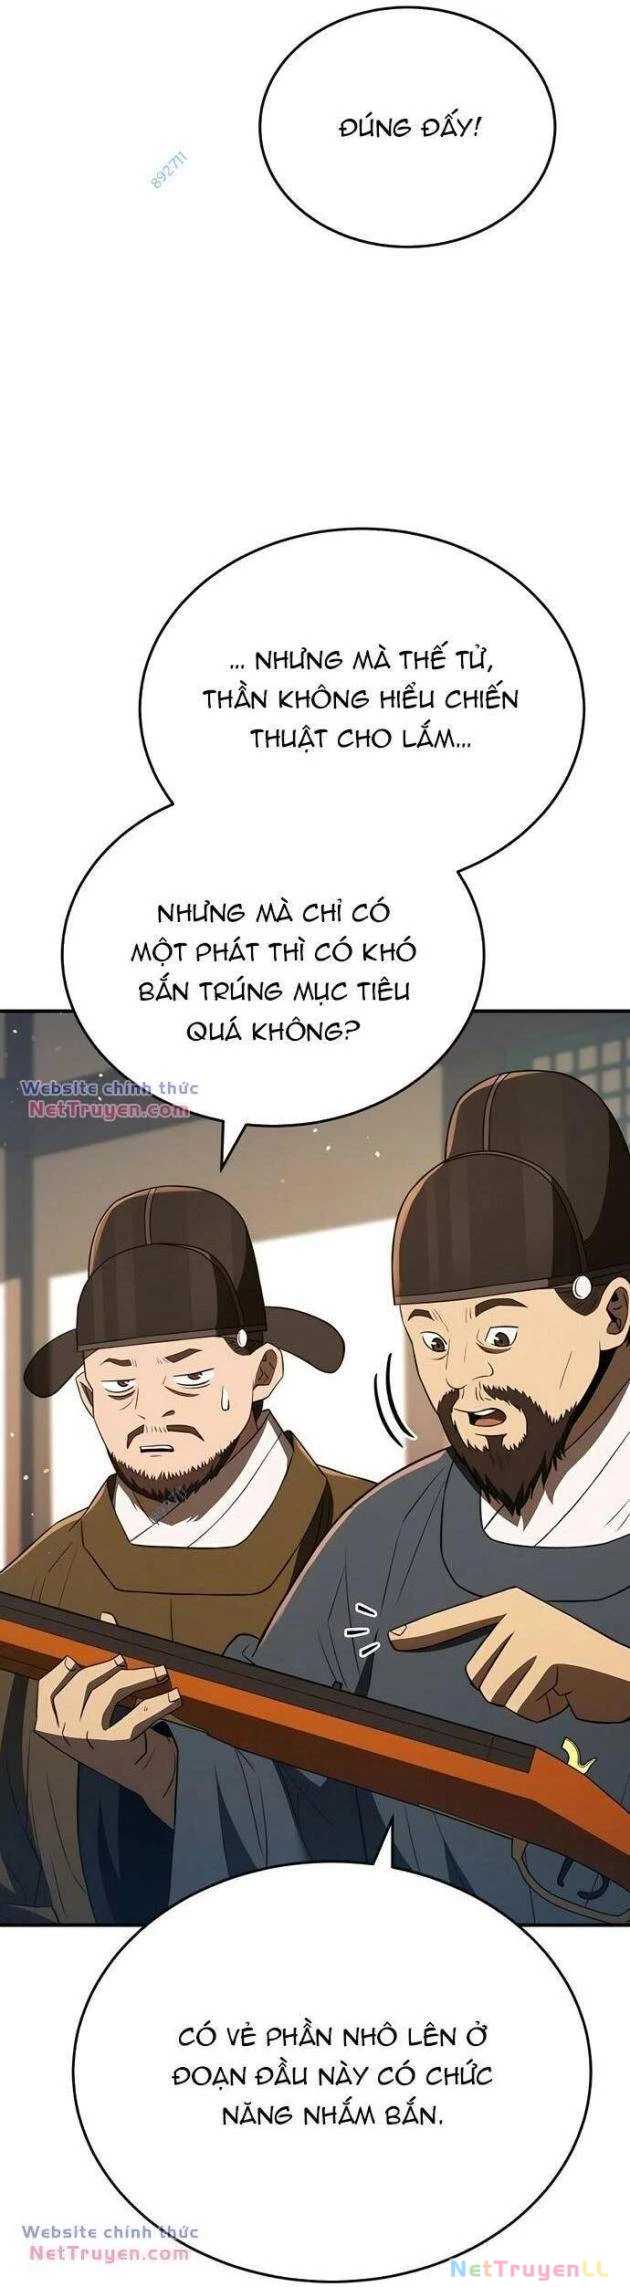 ĐÚNG ĐẤY!
892711
... NHƯNG MÀ THẾ TỬ,
THẦN KHÔNG HIỂU CHIẾN
THUẬT CHO LẮM...
NHƯNG MÀ CHỈ CÓ
MỘT PHÁT THÌ CÓ KHÓ
BẮN TRÚNG MỤC TIÊU
QUÁ KHÔNG?
Website chính thức
NetTruyen.com
CÓ VẺ PHẦN NHÔ LÊN Ở
ĐOẠN ĐẦU NÀY CÓ CHỨC
NĂNG NHẮM BẮN.
Website chính thức
NetTruyen.com
NetTruyenLL